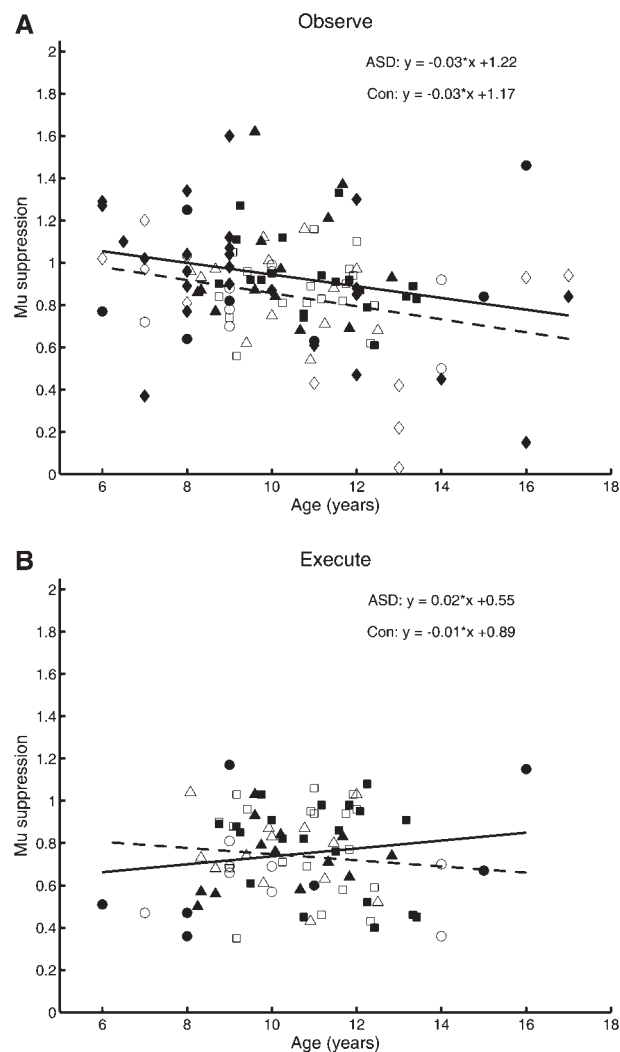 A
Observe
ASD: y = -0.03*x +1.22
Con: y = -0.03*x +1.17
2
1.8
1.6
1.4
1.2
1
0.8
0.6
0.4
0.2
0
Mu suppression
6 8 10 12 14 16 18
Age (years)
B
Execute
ASD: y = 0.02*x +0.55
Con: y = -0.01*x +0.89
2
1.8
1.6
1.4
1.2
1
0.8
0.6
0.4
0.2
0
Mu suppression
6 8 10 12 14 16 18
Age (years)